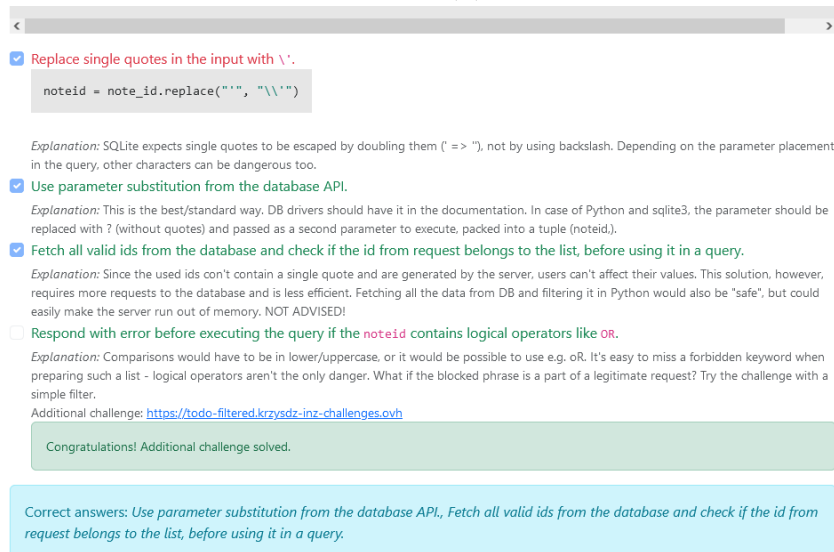 Replace single quotes in the input with \'.
noteid = note_id.replace("'", "\\'")
Explanation: SQLite expects single quotes to be escaped by doubling them (' => ''), not by using backslash. Depending on the parameter placement
in the query, other characters can be dangerous too.
Use parameter substitution from the database API.
Explanation: This is the best/standard way. DB drivers should have it in the documentation. In case of Python and sqlite3, the parameter should be
replaced with ? (without quotes) and passed as a second parameter to execute, packed into a tuple (noteid,).
Fetch all valid ids from the database and check if the id from request belongs to the list, before using it in a query.
Explanation: Since the used ids con't contain a single quote and are generated by the server, users can't affect their values. This solution, however,
requires more requests to the database and is less efficient. Fetching all the data from DB and filtering it in Python would also be "safe", but could
easily make the server run out of memory. NOT ADVISED!
Respond with error before executing the query if the noteid contains logical operators like OR.
Explanation: Comparisons would have to be in lower/uppercase, or it would be possible to use e.g. oR. It's easy to miss a forbidden keyword when
preparing such a list - logical operators aren't the only danger. What if the blocked phrase is a part of a legitimate request? Try the challenge with a
simple filter.
Additional challenge: https://todo-filtered.krzysdz-inz-challenges.ovh
Congratulations! Additional challenge solved.
Correct answers: Use parameter substitution from the database API., Fetch all valid ids from the database and check if the id from
request belongs to the list, before using it in a query.